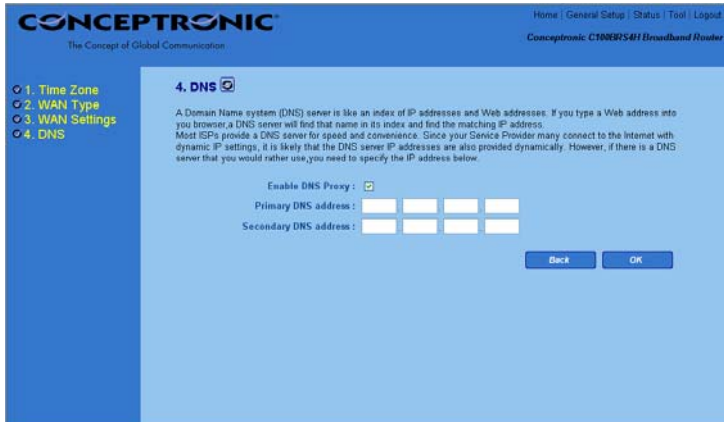 CONCEPTRONIC
The Concept of Global Communication
Home | General Setup | Status | Tool | Logout
Conceptronic C100BRS4H Broadband Router
1. Time Zone
2. WAN Type
3. WAN Settings
4. DNS
4. DNS
A Domain Name system (DNS) server is like an index of IP addresses and Web addresses. If you type a Web address into
you browser,a DNS server will find that name in its index and find the matching IP address.
Most ISPs provide a DNS server for speed and convenience. Since your Service Provider many connect to the Internet with
dynamic IP settings, it is likely that the DNS server IP addresses are also provided dynamically. However, if there is a DNS
server that you would rather use,you need to specify the IP address below.
Enable DNS Proxy :
Primary DNS address :
Secondary DNS address :
Back
OK